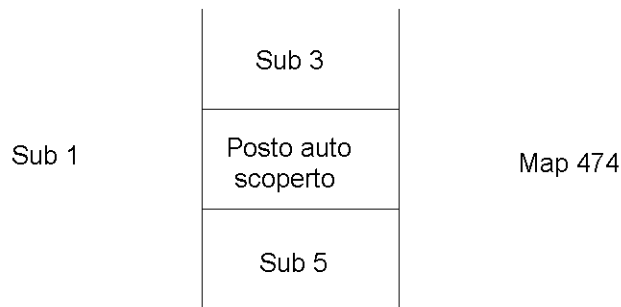 Sub 3
Sub 1
Posto auto
scoperto
Map 474
Sub 5